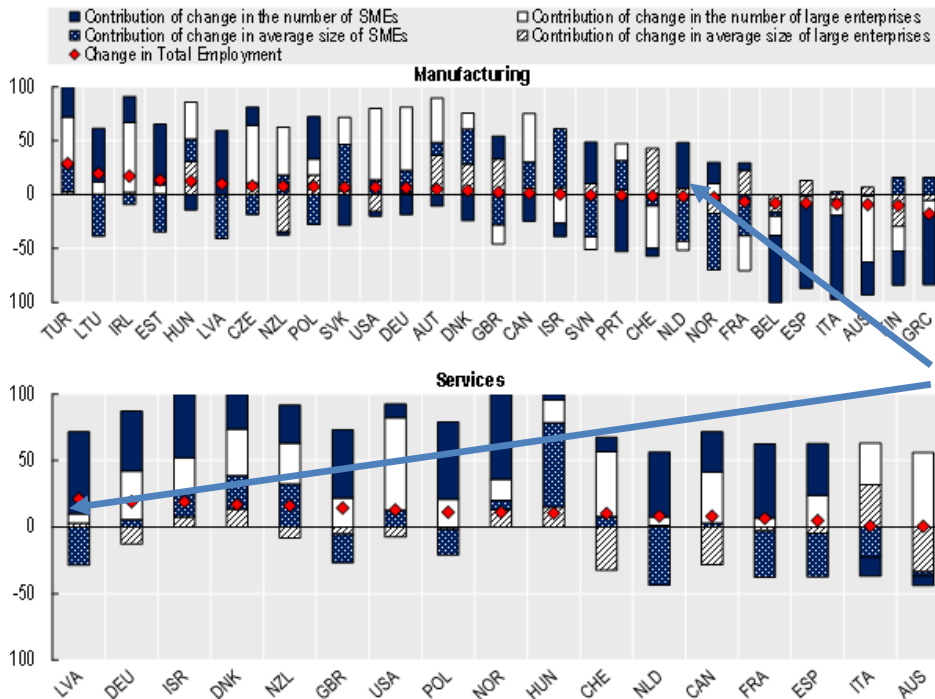 Contribution of change in the number of SMEs Contribution of change in the number of large enterprises
Contribution of change in average size of SMEs Contribution of change in average size of large enterprises
Change in Total Employment
Manufacturing
100
50
0
-50
100
TUR LTU IRL EST HUN LVA CZE NZL POL SVK USA DEU AUT DNK GBR CAN ISR SVN PRT CHE NLD NOR FRA BEL ESP ITA AUS GRC
Services
100
50
0
-50
100
LVA DEU ISR DNK NZL GBR USA POL NOR HUN CHE NLD CAN FRA ESP ITA AUS